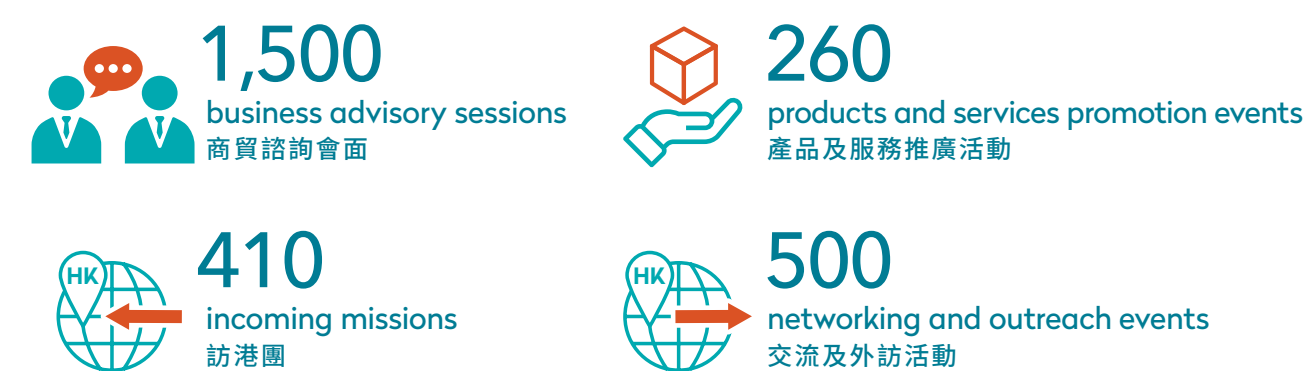 1,500
business advisory sessions
商貿諮詢會面
260
products and services promotion events
產品及服務推廣活動
HK
410
incoming missions
訪港團
HK
500
networking and outreach events
交流及外訪活動